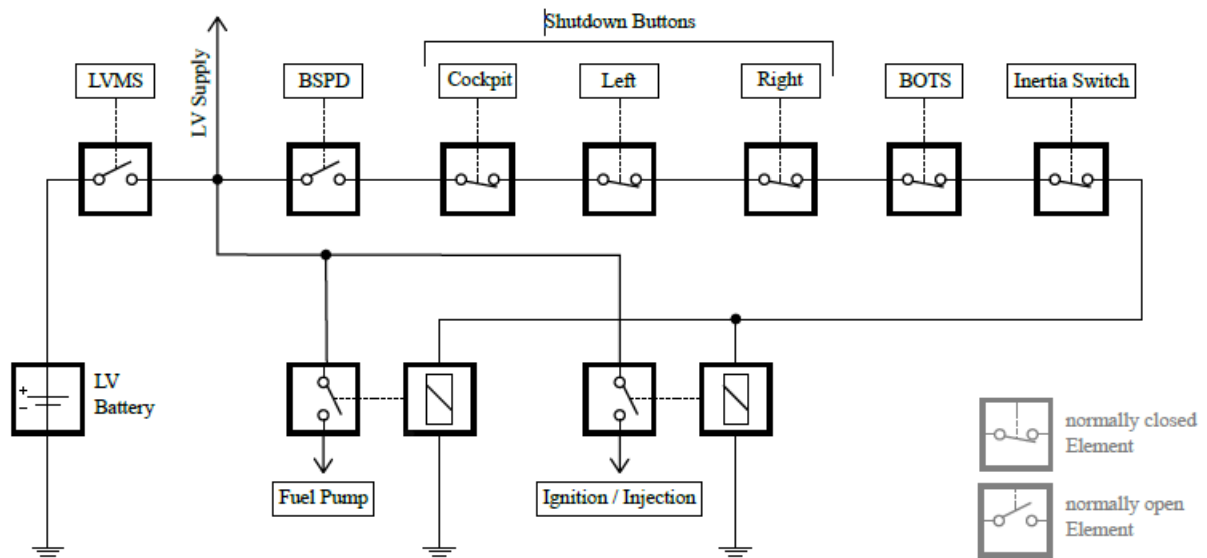 Shutdown Buttons
LVMS
LV Supply
BSPD
Cockpit
Left
Right
BOTS
Inertia Switch
+
−
LV
Battery
Fuel Pump
Ignition / Injection
normally closed
Element
normally open
Element